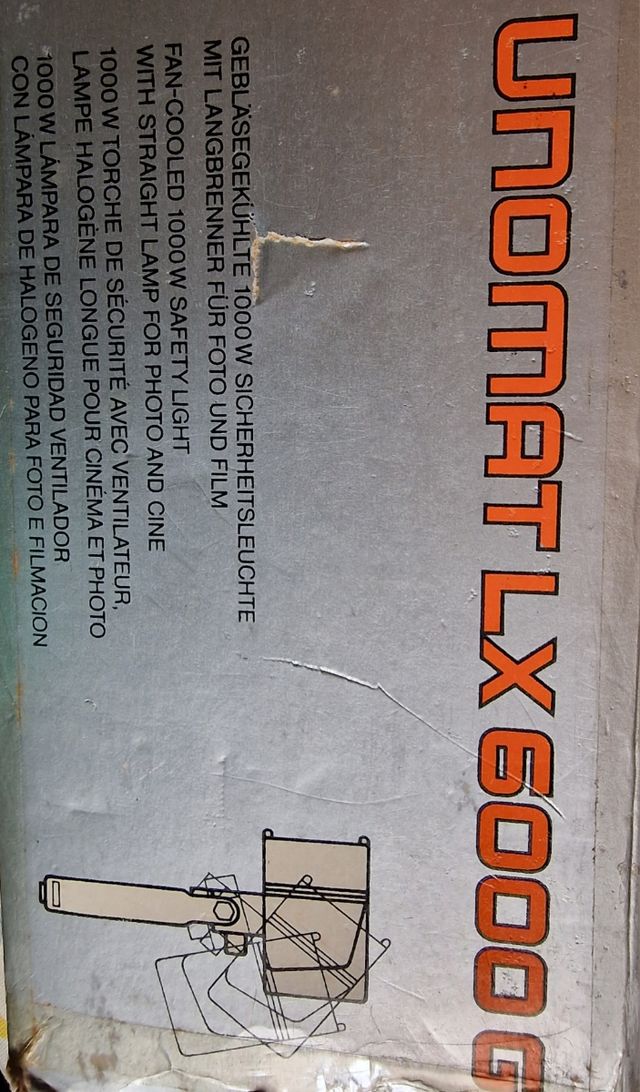 UNOMAT LX 6000 G
GEBLÄSEGEKÜHLTE 1000 W SICHERHEITSLEUCHTE
MIT LANGBRENNER FÜR FOTO UND FILM
FAN-COOLED 1000 W SAFETY LIGHT
WITH STRAIGHT LAMP FOR PHOTO AND CINE
1000 W TORCHE DE SÉCURITÉ AVEC VENTILATEUR,
LAMPE HALOGÈNE LONGUE POUR CINÉMA ET PHOTO
1000 W LÁMPARA DE SEGURIDAD VENTILADOR
CON LÁMPARA DE HALOGENO PARA FOTO E FILMACION